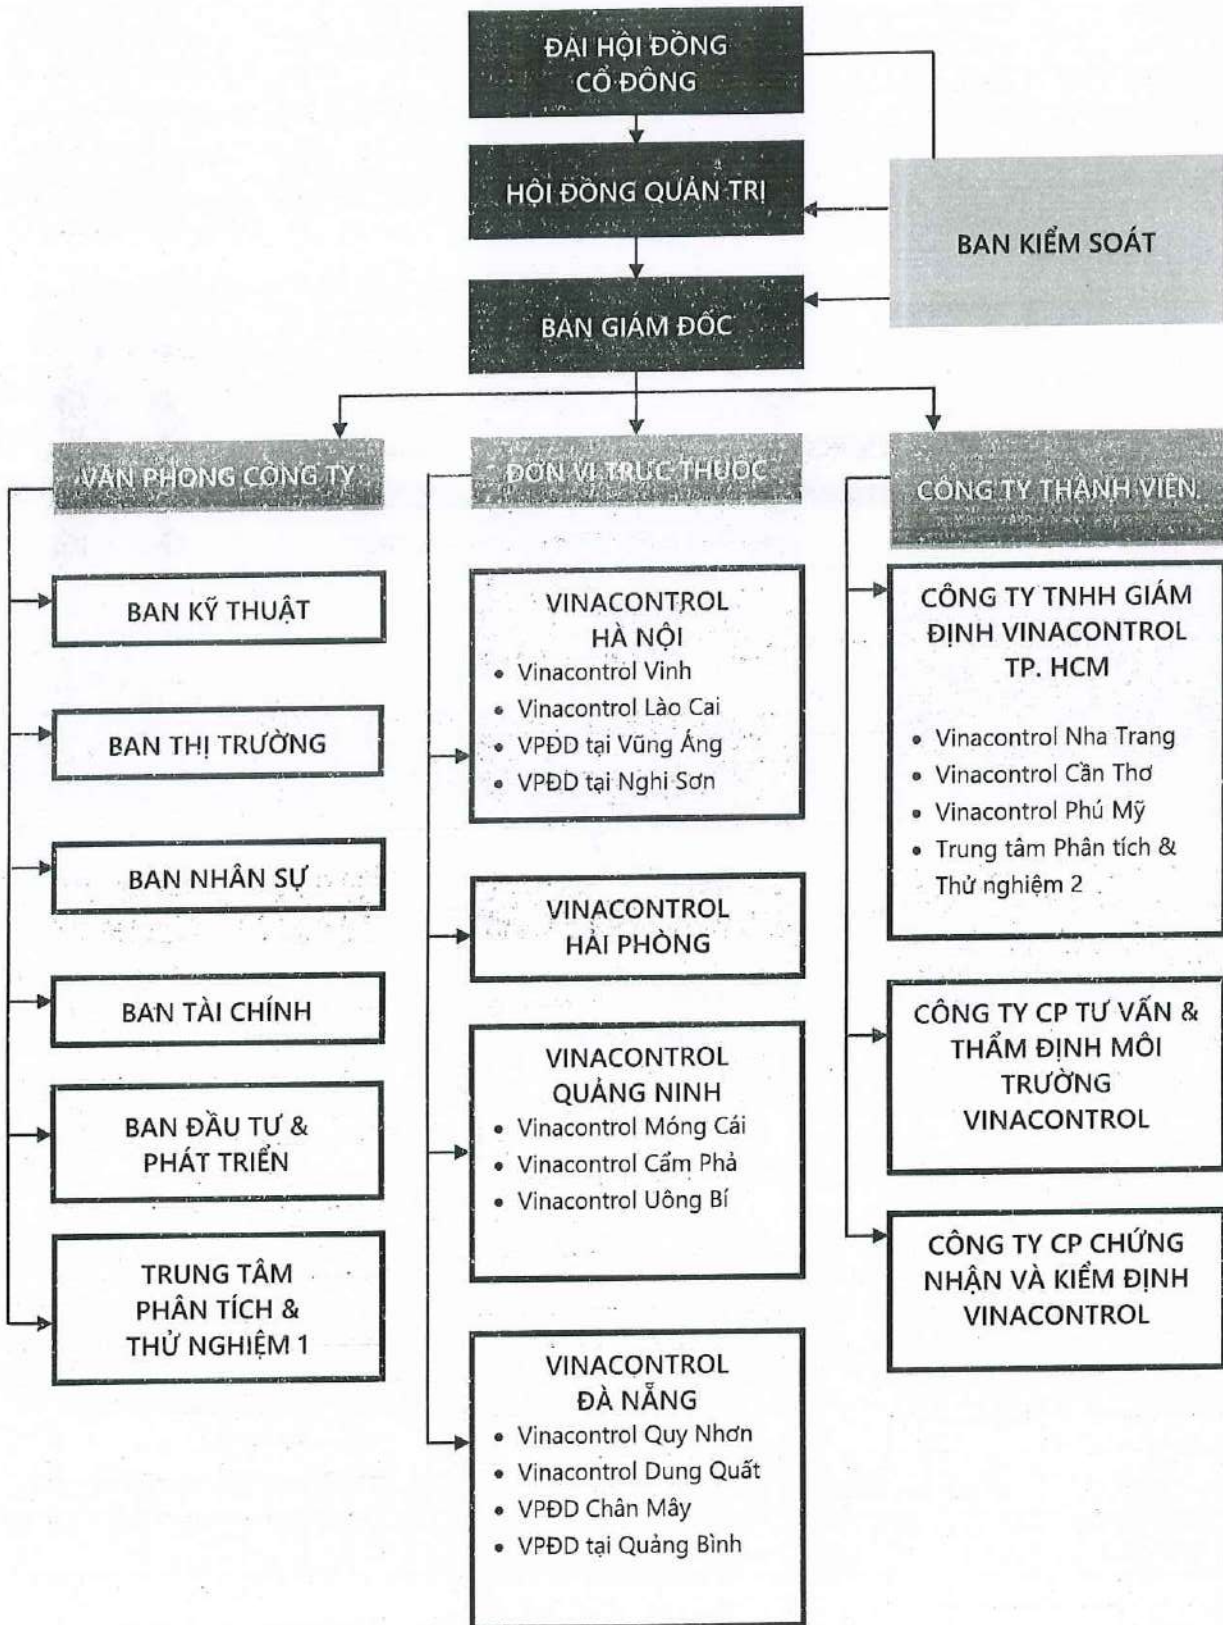 ĐẠI HỘI ĐỒNG
CỔ ĐÔNG
HỘI ĐỒNG QUẢN TRỊ
BAN KIỂM SOÁT
BAN GIÁM ĐỐC
VĂN PHÒNG CÔNG TY
ĐƠN VỊ TRỰC THUỘC
CÔNG TY THÀNH VIÊN
BAN KỸ THUẬT
BAN THỊ TRƯỜNG
BAN NHÂN SỰ
BAN TÀI CHÍNH
BAN ĐẦU TƯ &
PHÁT TRIỂN
TRUNG TÂM
PHÂN TÍCH &
THỬ NGHIỆM 1
VINACONTROL
HÀ NỘI
• Vinacontrol Vinh
• Vinacontrol Lào Cai
• VPĐD tại Vũng Áng
• VPĐD tại Nghi Sơn
VINACONTROL
HẢI PHÒNG
VINACONTROL
QUẢNG NINH
• Vinacontrol Móng Cái
• Vinacontrol Cẩm Phả
• Vinacontrol Uông Bí
VINACONTROL
ĐÀ NẴNG
• Vinacontrol Quy Nhơn
• Vinacontrol Dung Quất
• VPĐD Chân Mây
• VPĐD tại Quảng Bình
CÔNG TY TNHH GIÁM
ĐỊNH VINACONTROL
TP. HCM
• Vinacontrol Nha Trang
• Vinacontrol Cần Thơ
• Vinacontrol Phú Mỹ
• Trung tâm Phân tích &
Thử nghiệm 2
CÔNG TY CP TƯ VẤN &
THẨM ĐỊNH MÔI
TRƯỜNG
VINACONTROL
CÔNG TY CP CHỨNG
NHẬN VÀ KIỂM ĐỊNH
VINACONTROL